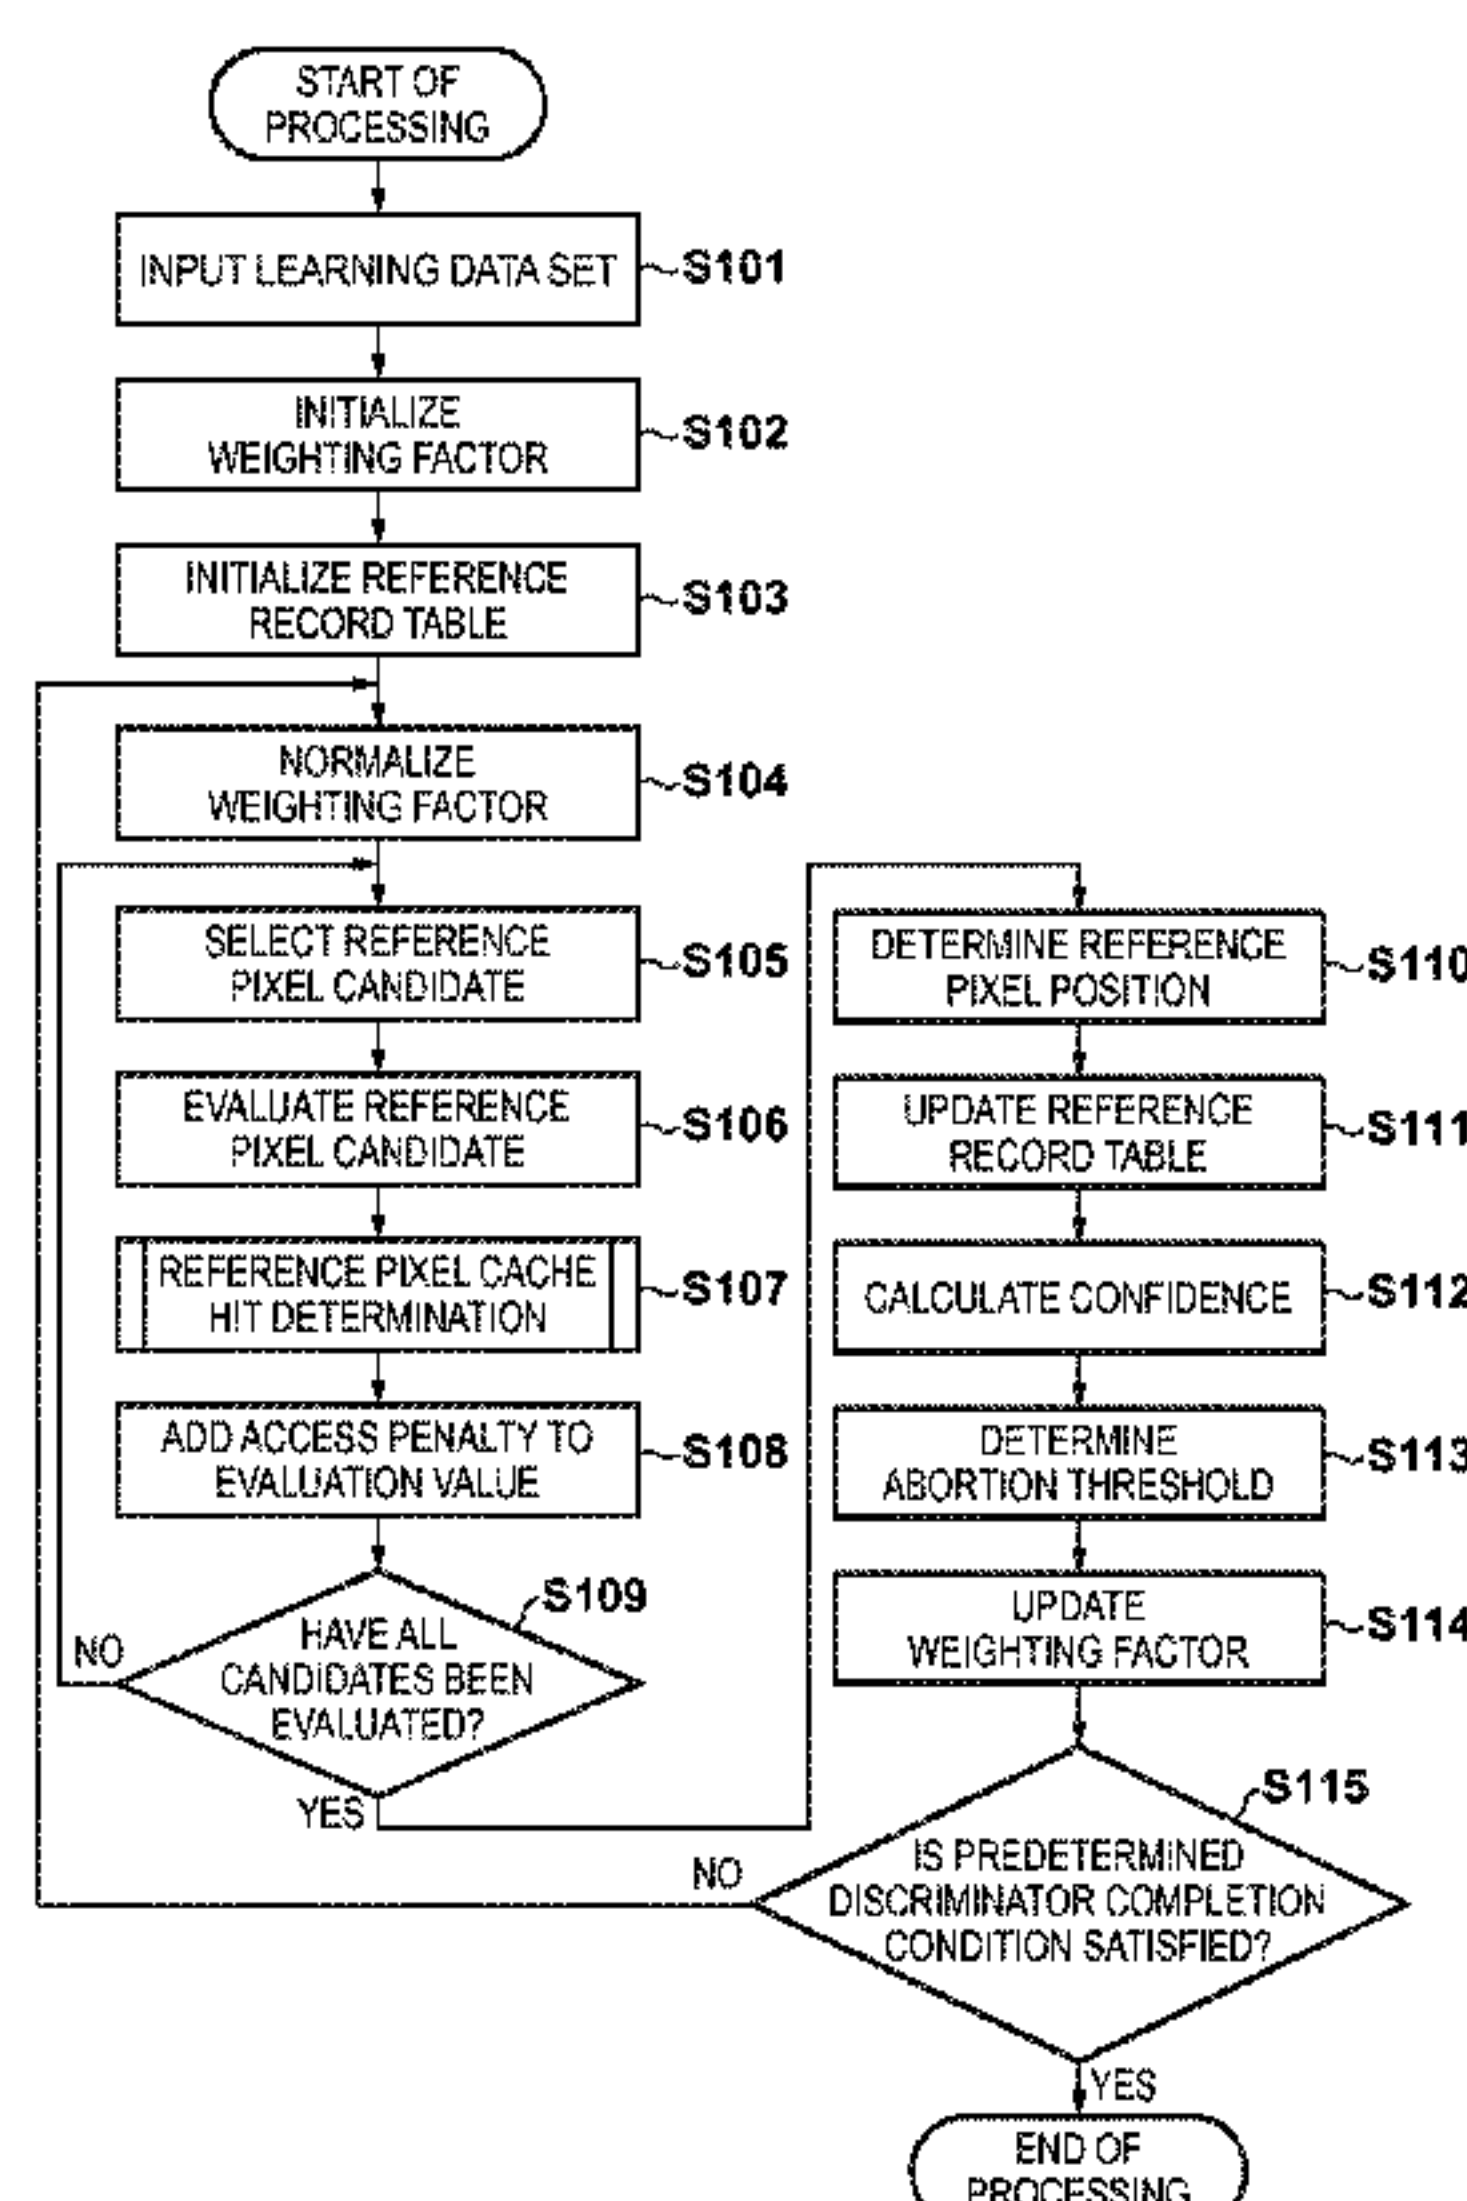 START OF
PROCESSING
INPUT LEARNING DATA SET
S101
INITIALIZE
WEIGHTING FACTOR
S102
INITIALIZE REFERENCE
RECORD TABLE
S103
NORMALIZE
WEIGHTING FACTOR
S104
SELECT REFERENCE
PIXEL CANDIDATE
S105
EVALUATE REFERENCE
PIXEL CANDIDATE
S106
REFERENCE PIXEL CACHE
HIT DETERMINATION
S107
ADD ACCESS PENALTY TO
EVALUATION VALUE
S108
S109
HAVE ALL
CANDIDATES BEEN
EVALUATED?
NO
YES
DETERMINE REFERENCE
PIXEL POSITION
S110
UPDATE REFERENCE
RECORD TABLE
S111
CALCULATE CONFIDENCE
S112
DETERMINE
ABORTION THRESHOLD
S113
UPDATE
WEIGHTING FACTOR
S114
S115
IS PREDETERMINED
DISCRIMINATOR COMPLETION
CONDITION SATISFIED?
NO
YES
END OF
PROCESSING